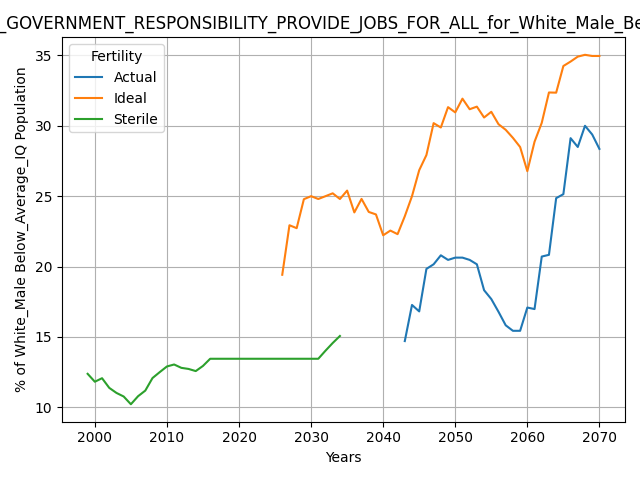 _GOVERNMENT_RESPONSIBILITY_PROVIDE_JOBS_FOR_ALL_for_White_Male_Be
Fertility
Actual
Ideal
Sterile
% of White_Male Below_Average_IQ Population
35
30
25
20
15
10
2000 2010 2020 2030 2040 2050 2060 2070
Years